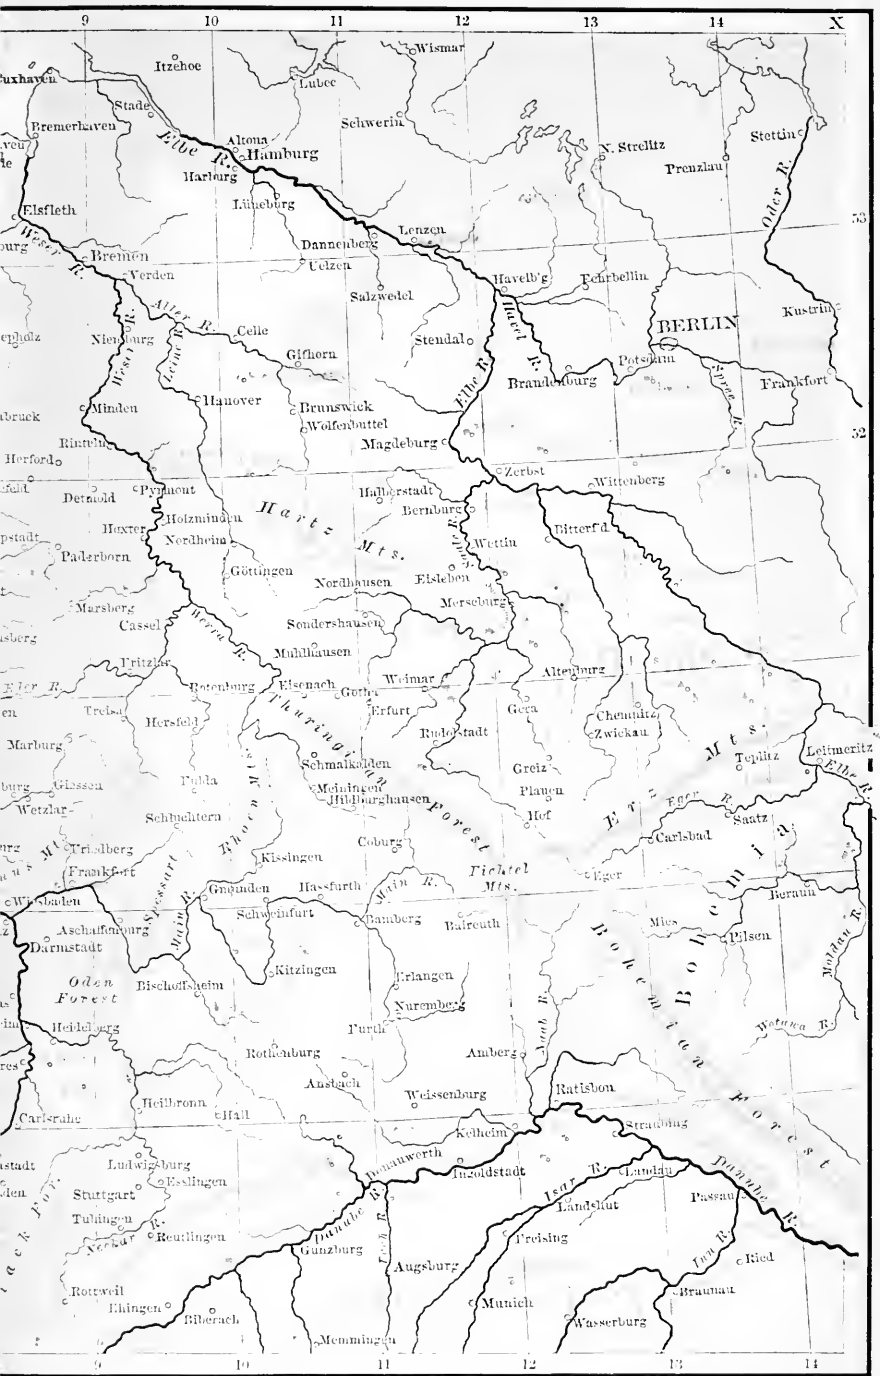 9 10 11 12 13 14 X
Wismar
Itzehoe
uxhaven
Lubec
Stade
Schwerin
Bremerhaven
Stettin
Altona
Elbe R.
Hamburg
N. Strelitz
Prenzlau
Harburg
Oder R.
Elsfleth
Lüneburg
53
Weser R.
Lenzen
Dannenberg
Bremen
Uelzen
Verden
Havelb'g
Fehrbellin
Salzwedel
Aller R.
Kustrin
Celle
BERLIN
Nienburg
Weser R.
Leine R.
Stendal
Havel R.
Gifhorn
Potsdam
Elbe R.
Brandenburg
Spree R.
Frankfort
Hanover
Minden
Brunswick
Wolfenbuttel
abruck
52
Magdeburg
Herford
Zerbst
Wittenberg
Detmold
Pyrmont
Halberstadt
Hartz Mts.
Bernburg
Hoxter
Holzminden
Bitterf'd
Nordheim
Wettin
Paderborn
Göttingen
Nordhausen
Eisleben
Merseburg
Marsberg
Cassel
Werra R.
Sondershausen
Muhlhausen
Fritzlar
Altenburg
Eder R.
Rotenburg
Eisenach
Gotha
Weimar
Treisa
Erfurt
Gera
Chemnitz
Hersfeld
Thuringian Forest
Zwickau
Rudolstadt
Erz Mts.
Marburg
Leitmeritz
Teplitz
Elbe R.
Schmalkalden
Greiz
Giessen
Fulda
Meiningen
Plauen
Hildburghausen
Eger R.
Wetzlar
Rhoen Mts.
Hof
Saatz
Schluchtern
Carlsbad
Friedberg
Coburg
Frankfort
Kissingen
Fichtel Mts.
Eger
Bohemia
Spessart
Gmunden
Hassfurth
Main R.
Beraun
Wisbaden
Main R.
Schweinfurt
Aschaffenburg
Bamberg
Baireuth
Mies
Pilsen
Darmstadt
Moldau R.
Kitzingen
Erlangen
Oden Forest
Bischoffsheim
Nuremberg
Naab R.
Bohemian Forest
Heidelberg
Furth
Wotawa R.
Rothenburg
Amberg
Ansbach
Ratisbon
Heilbronn
Weissenburg
Hall
Carlsruhe
Straubing
Kelheim
Donauworth
Ingoldstadt
Ludwigsburg
Isar R.
Landau
Danube R.
Esslingen
Stuttgart
Passau
Landshut
Tubingen
Danube R.
Lech R.
Neckar R.
Reutlingen
Freising
Inn R.
Gunzburg
Augsburg
Ried
Rottweil
Braunau
Ehingen
Munich
Biberach
Wasserburg
Memmingen
9 10 11 12 13 14